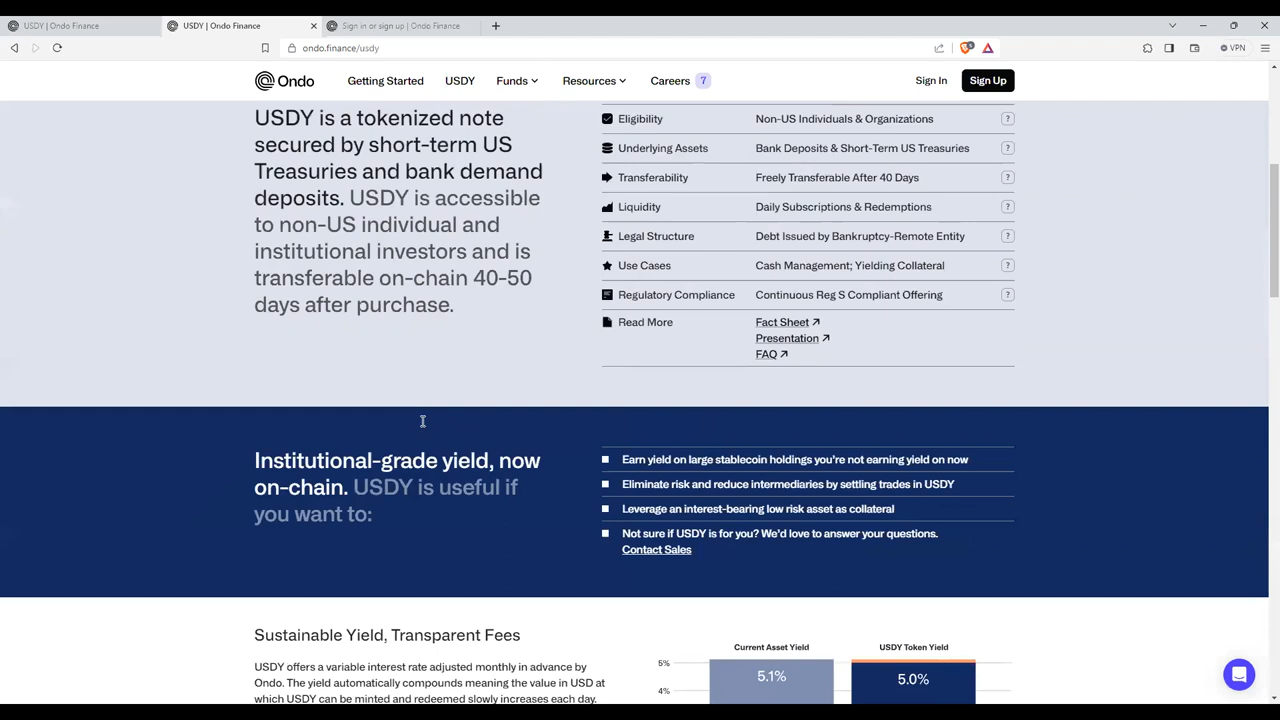 USDY | Ondo Finance
USDY | Ondo Finance
Sign in or sign up | Ondo Finance
ondo.finance/usdy
VPN
Ondo
Getting Started
USDY
Funds
Resources
Careers 7
Sign In
Sign Up
USDY is a tokenized note
secured by short-term US
Treasuries and bank demand
deposits. USDY is accessible
to non-US individual and
institutional investors and is
transferable on-chain 40-50
days after purchase.
Eligibility Non-US Individuals & Organizations ?
Underlying Assets Bank Deposits & Short-Term US Treasuries ?
Transferability Freely Transferable After 40 Days ?
Liquidity Daily Subscriptions & Redemptions ?
Legal Structure Debt Issued by Bankruptcy-Remote Entity ?
Use Cases Cash Management; Yielding Collateral ?
Regulatory Compliance Continuous Reg S Compliant Offering ?
Read More Fact Sheet
Presentation
FAQ
Institutional-grade yield, now
on-chain. USDY is useful if
you want to:
Earn yield on large stablecoin holdings you're not earning yield on now
Eliminate risk and reduce intermediaries by settling trades in USDY
Leverage an interest-bearing low risk asset as collateral
Not sure if USDY is for you? We'd love to answer your questions.
Contact Sales
Sustainable Yield, Transparent Fees
USDY offers a variable interest rate adjusted monthly in advance by
Ondo. The yield automatically compounds meaning the value in USD at
which USDY can be minted and redeemed slowly increases each day.
Current Asset Yield
USDY Token Yield
5%
4%
5.1%
5.0%